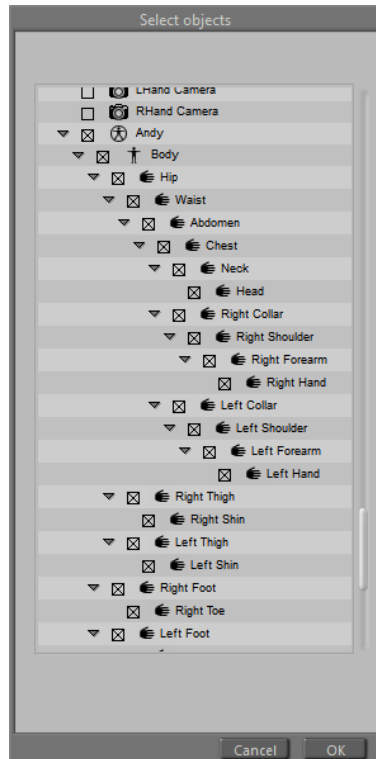 Select objects
LHand Camera
RHand Camera
Andy
Body
Hip
Waist
Abdomen
Chest
Neck
Head
Right Collar
Right Shoulder
Right Forearm
Right Hand
Left Collar
Left Shoulder
Left Forearm
Left Hand
Right Thigh
Right Shin
Left Thigh
Left Shin
Right Foot
Right Toe
Left Foot
Cancel OK